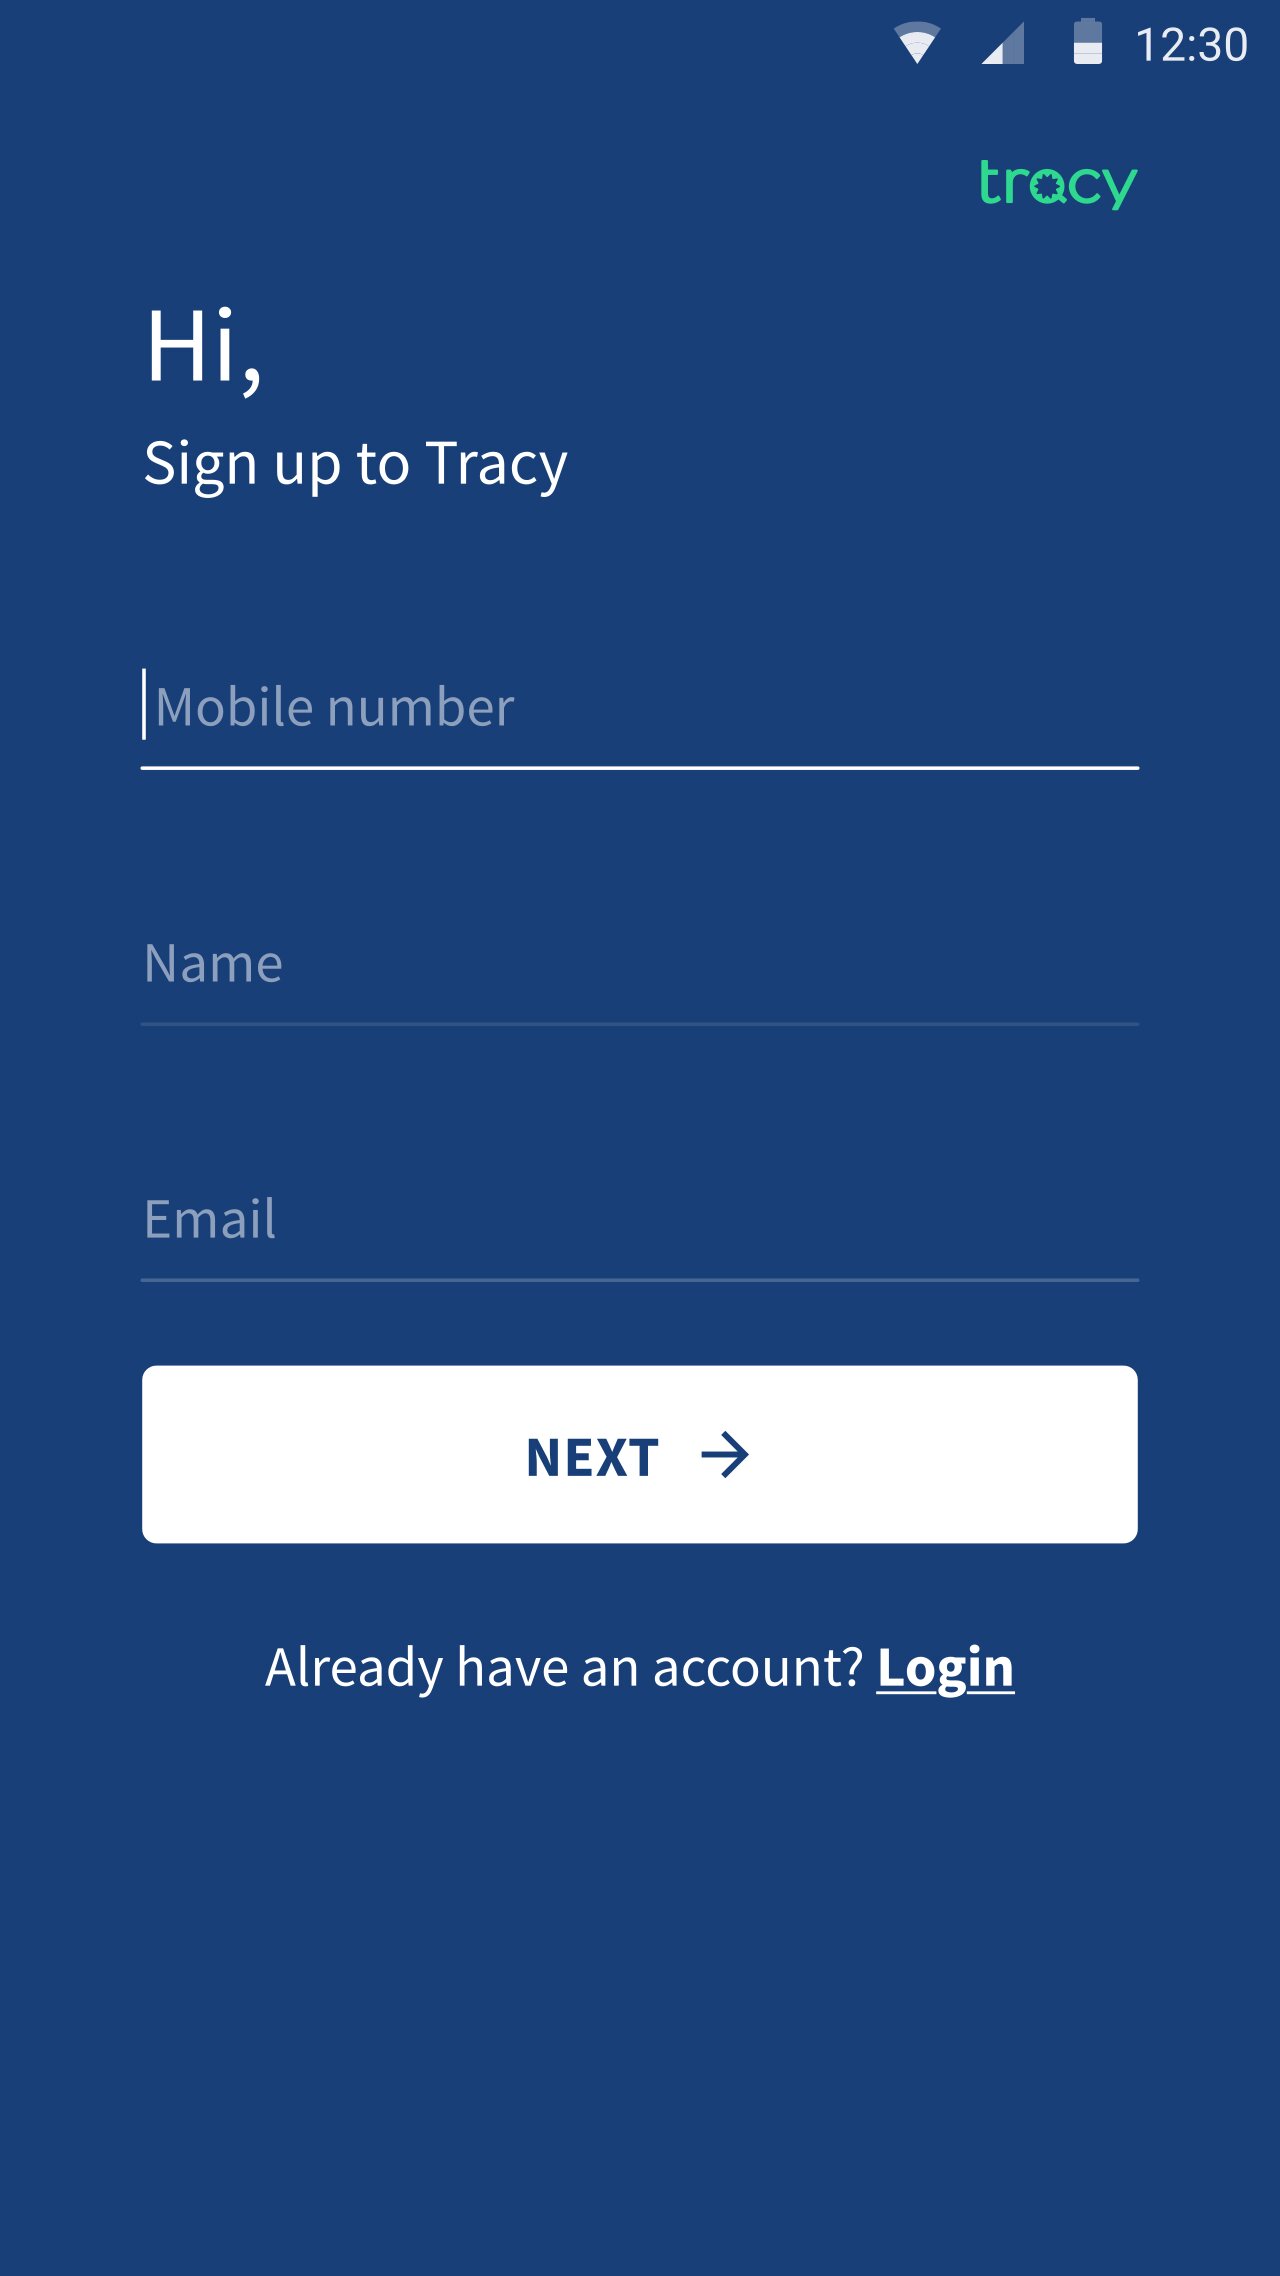 12:30
tracy
Hi,
Sign up to Tracy
Mobile number
Name
Email
NEXT
Already have an account? Login